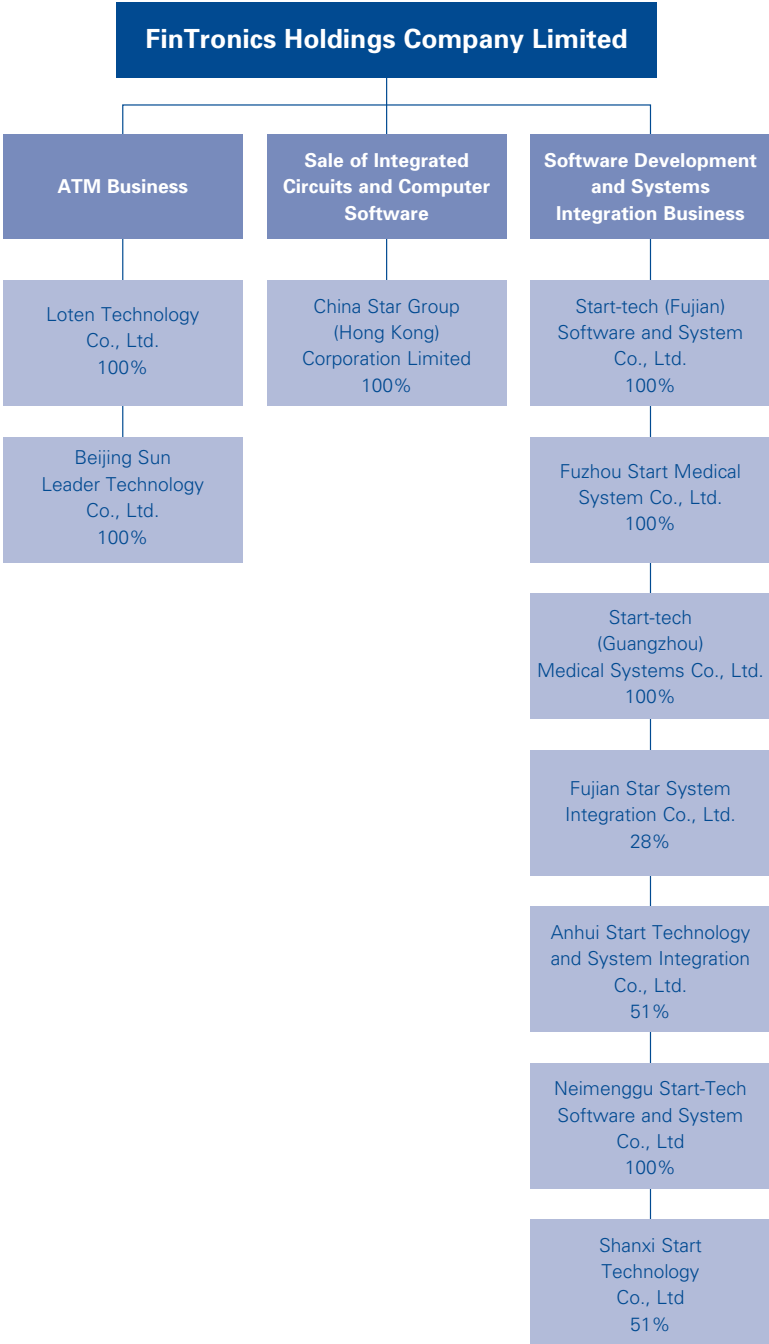 FinTronics Holdings Company Limited
ATM Business
Loten Technology
Co., Ltd.
100%
Beijing Sun
Leader Technology
Co., Ltd.
100%
Sale of Integrated
Circuits and Computer
Software
China Star Group
(Hong Kong)
Corporation Limited
100%
Software Development
and Systems
Integration Business
Start-tech (Fujian)
Software and System
Co., Ltd.
100%
Fuzhou Start Medical
System Co., Ltd.
100%
Start-tech
(Guangzhou)
Medical Systems Co., Ltd.
100%
Fujian Star System
Integration Co., Ltd.
28%
Anhui Start Technology
and System Integration
Co., Ltd.
51%
Neimenggu Start-Tech
Software and System
Co., Ltd
100%
Shanxi Start
Technology
Co., Ltd
51%